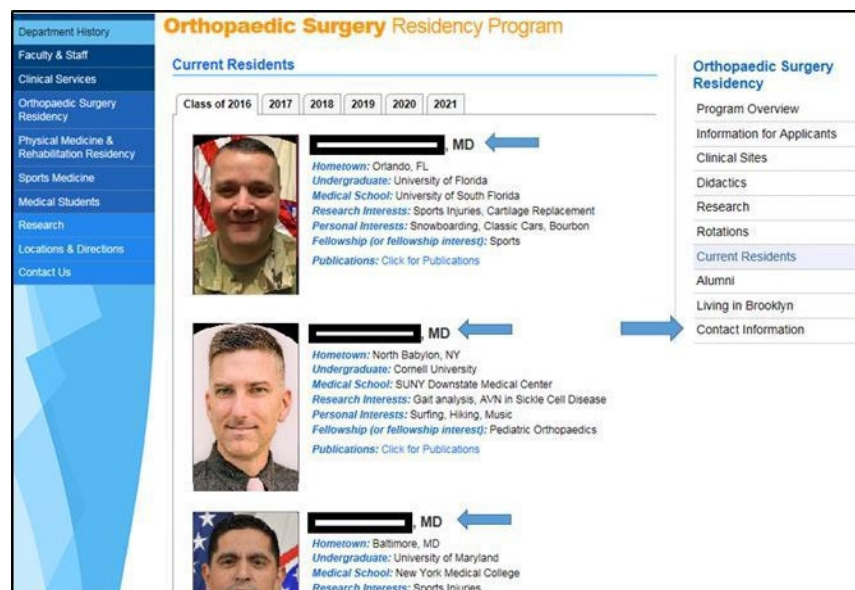 Orthopaedic Surgery Residency Program
Department History
Faculty & Staff
Clinical Services
Orthopaedic Surgery
Residency
Physical Medicine &
Rehabilitation Residency
Sports Medicine
Medical Students
Research
Locations & Directions
Contact Us
Current Residents
Class of 2016
2017
2018
2019
2020
2021
, MD
Hometown: Orlando, FL
Undergraduate: University of Florida
Medical School: University of South Florida
Research Interests: Sports Injuries, Cartilage Replacement
Personal Interests: Snowboarding, Classic Cars, Bourbon
Fellowship (or fellowship interest): Sports
Publications: Click for Publications
, MD
Hometown: North Babylon, NY
Undergraduate: Cornell University
Medical School: SUNY Downstate Medical Center
Research Interests: Gait analysis, AVN in Sickle Cell Disease
Personal Interests: Surfing, Hiking, Music
Fellowship (or fellowship interest): Pediatric Orthopaedics
Publications: Click for Publications
, MD
Hometown: Baltimore, MD
Undergraduate: University of Maryland
Medical School: New York Medical College
Research Interests: Sports Injuries
Orthopaedic Surgery
Residency
Program Overview
Information for Applicants
Clinical Sites
Didactics
Research
Rotations
Current Residents
Alumni
Living in Brooklyn
Contact Information